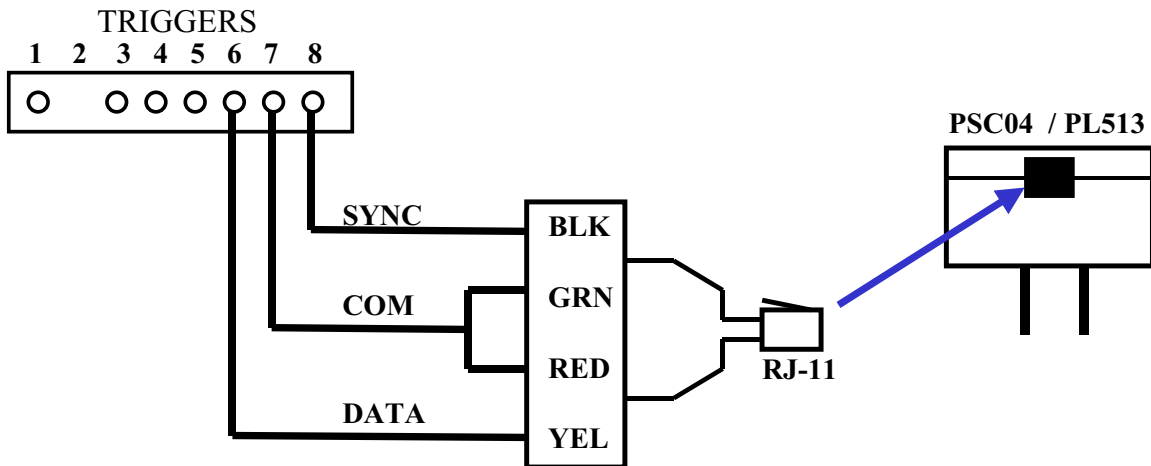 TRIGGERS
1 2 3 4 5 6 7 8
PSC04 / PL513
SYNC
BLK
GRN
COM
RED
RJ-11
DATA
YEL